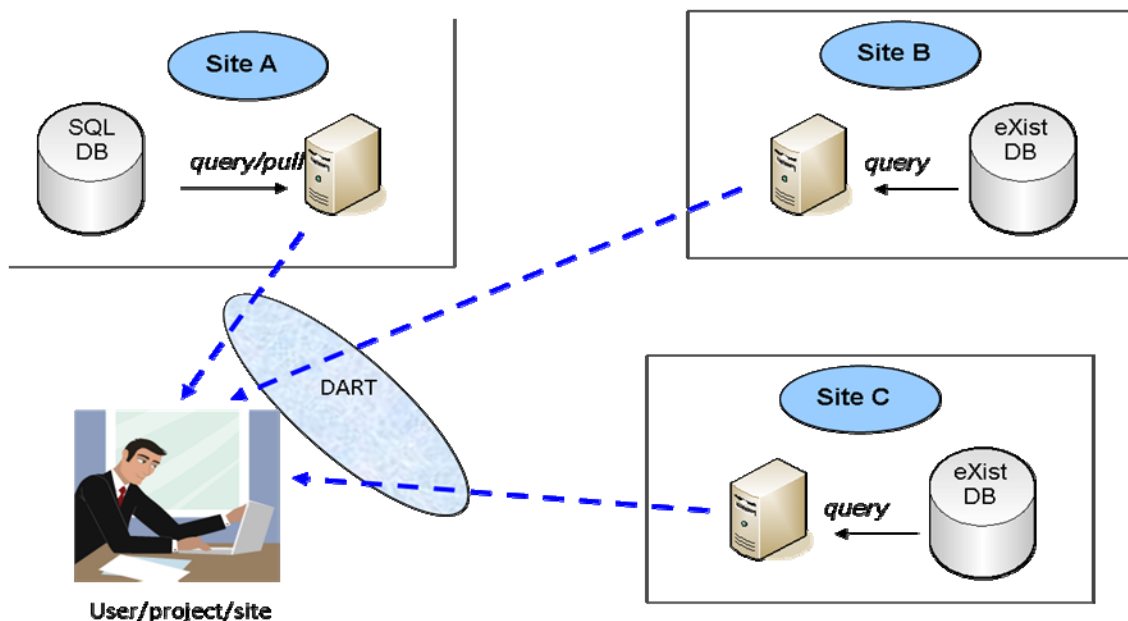 Site A
SQL
DB
query/pull
Site B
eXist
DB
query
DART
Site C
eXist
DB
query
User/project/site